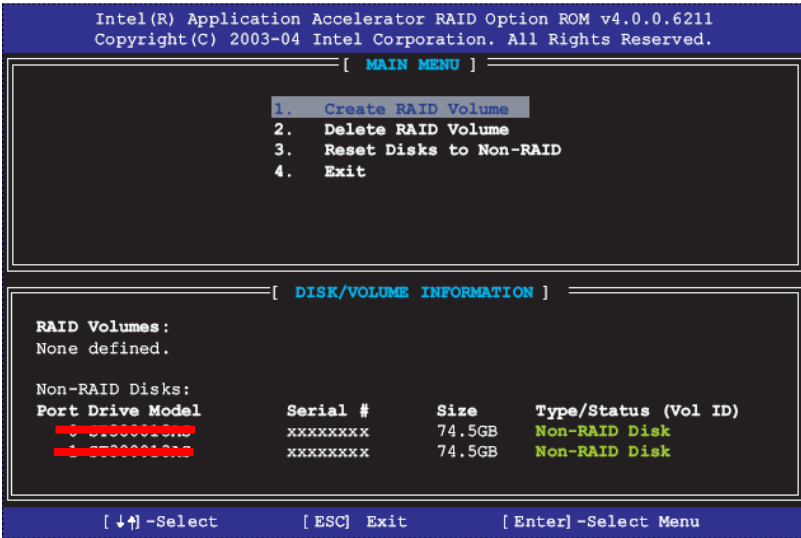 Intel(R) Application Accelerator RAID Option ROM v4.0.0.6211
Copyright(C) 2003-04 Intel Corporation. All Rights Reserved.
[ MAIN MENU ]
1. Create RAID Volume
2. Delete RAID Volume
3. Reset Disks to Non-RAID
4. Exit
[ DISK/VOLUME INFORMATION ]
RAID Volumes:
None defined.
Non-RAID Disks:
Port Drive Model Serial # Size Type/Status (Vol ID)
xxxxxxxx 74.5GB Non-RAID Disk
xxxxxxxx 74.5GB Non-RAID Disk
[↓↑]-Select [ESC] Exit [Enter]-Select Menu